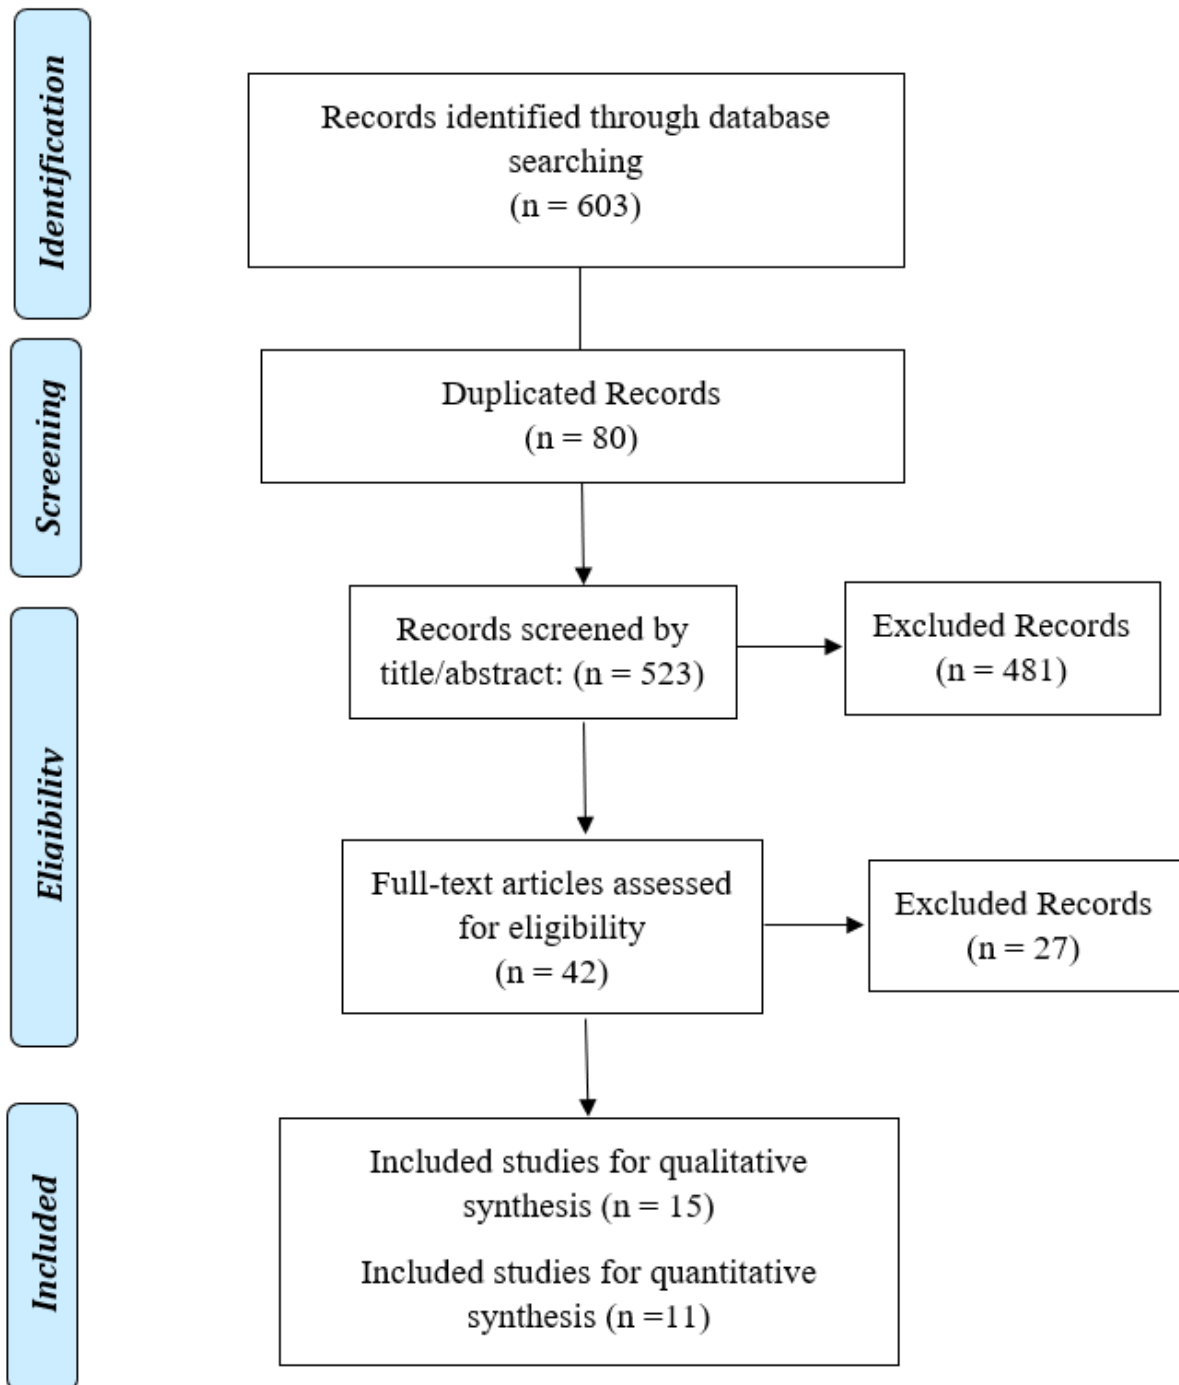 Identification
Records identified through database
searching
(n = 603)
Screening
Duplicated Records
(n = 80)
Eligibility
Records screened by
title/abstract: (n = 523)
Excluded Records
(n = 481)
Full-text articles assessed
for eligibility
(n = 42)
Excluded Records
(n = 27)
Included
Included studies for qualitative
synthesis (n = 15)
Included studies for quantitative
synthesis (n =11)